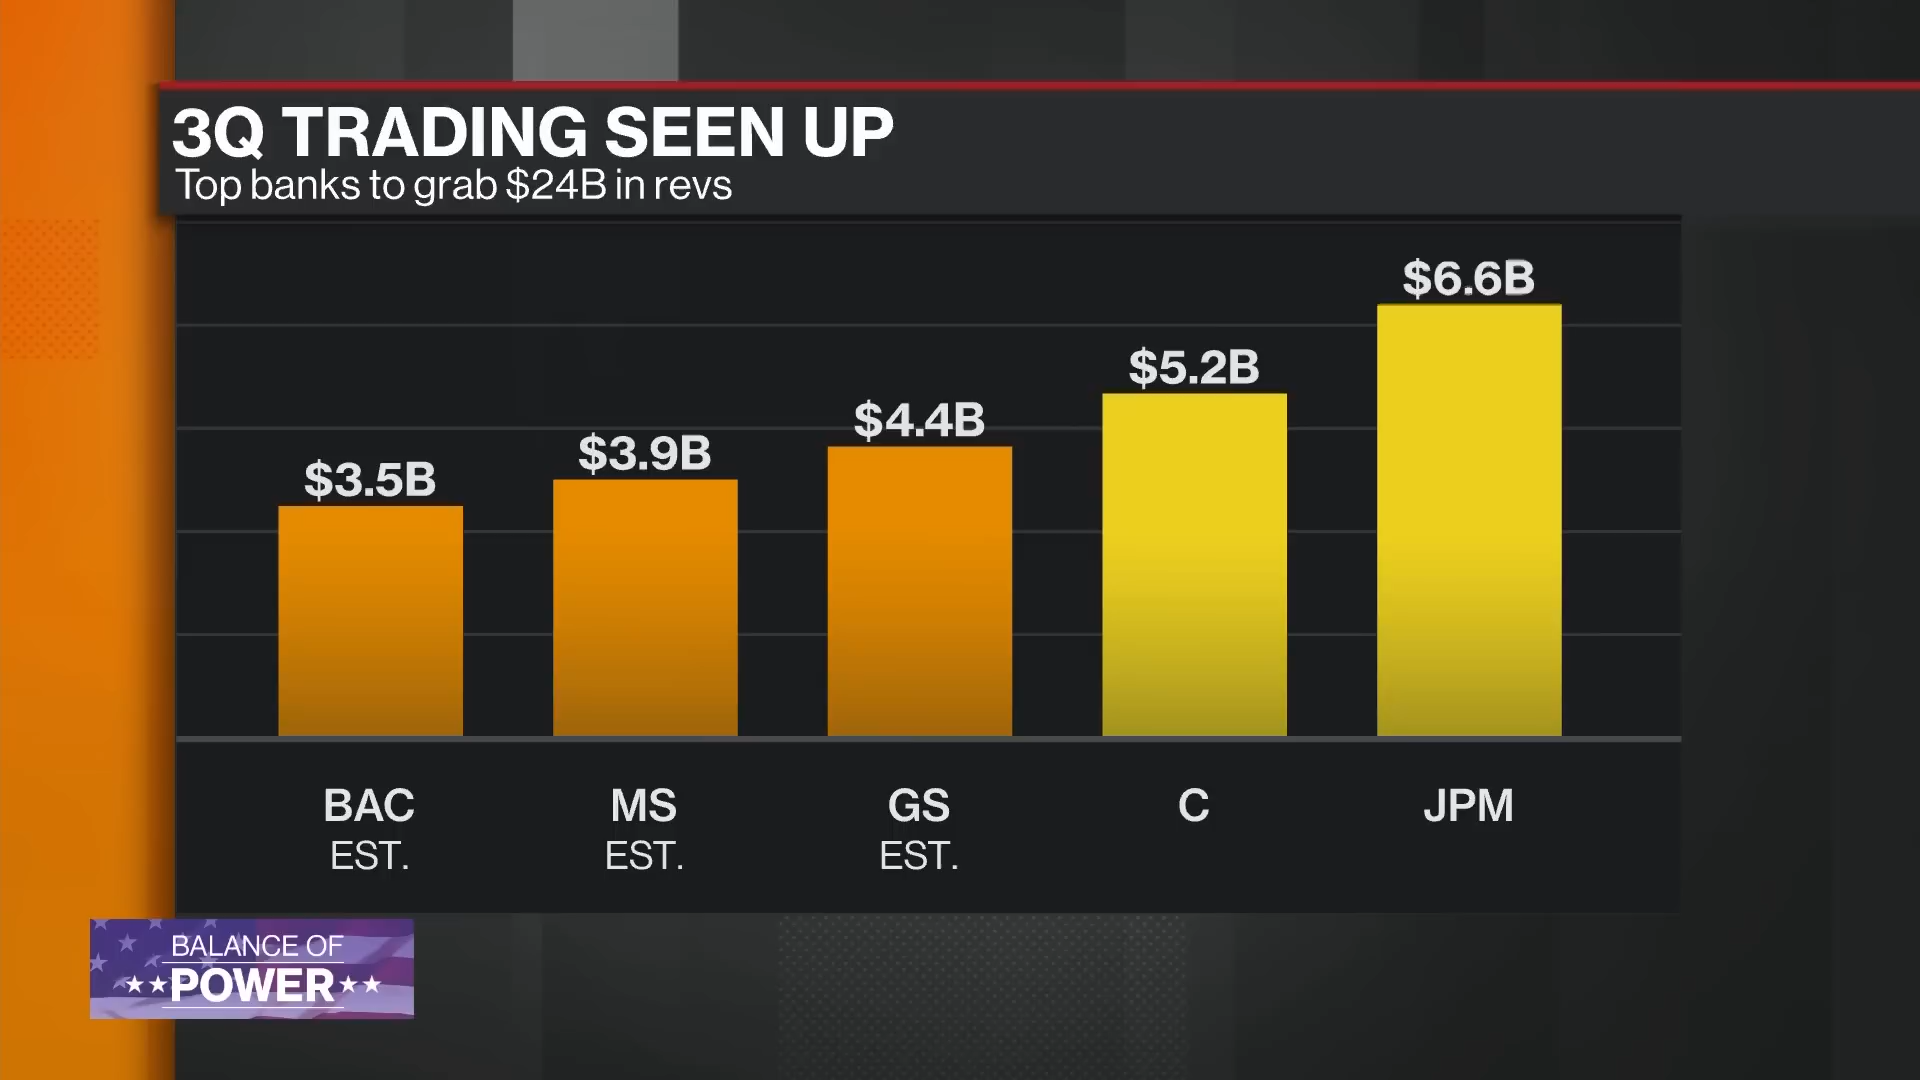 3Q TRADING SEEN UP
Top banks to grab $24B in revs
$3.5B
$3.9B
$4.4B
$5.2B
$6.6B
BAC
EST.
MS
EST.
GS
EST.
C
JPM
BALANCE OF
POWER